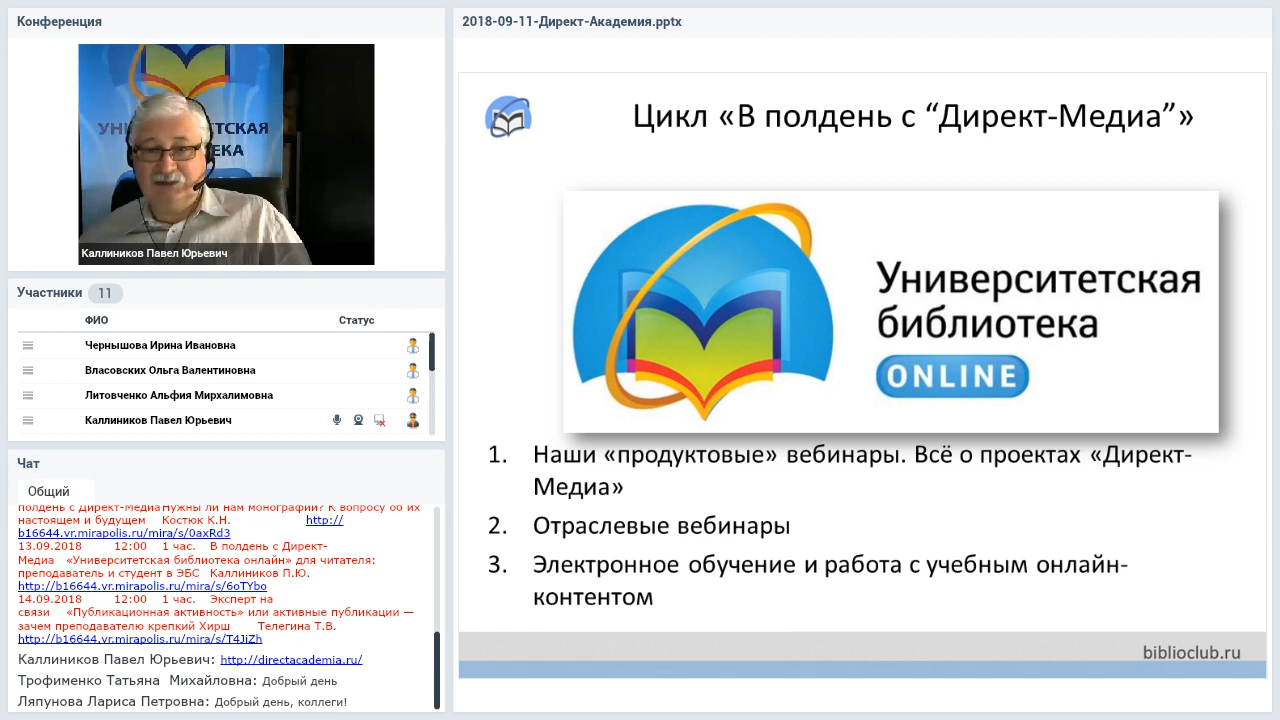 Конференция
УНИВЕРСИТЕТСКАЯ
Каллиников Павел Юрьевич
Участники 11
ФИО Статус
Чернышова Ирина Ивановна
Власовских Ольга Валентиновна
Литовченко Альфия Мирхалимовна
Каллиников Павел Юрьевич
Чат
Общий
полдень с Директ-Медиа Нужны ли нам монографии? К вопросу об их
настоящем и будущем Костюк К.Н. http://
b16644.vr.mirapolis.ru/mira/s/0axRd3
13.09.2018 12:00 1 час. В полдень с Директ-
Медиа «Университетская библиотека онлайн» для читателя:
преподаватель и студент в ЭБС Каллиников П.Ю.
http://b16644.vr.mirapolis.ru/mira/s/6oTYbo
14.09.2018 12:00 1 час. Эксперт на
связи «Публикационная активность» или активные публикации —
зачем преподавателю крепкий Хирш Телегина Т.В.
http://b16644.vr.mirapolis.ru/mira/s/T4JiZh
Каллиников Павел Юрьевич: http://directacademia.ru/
Трофименко Татьяна Михайловна: Добрый день
Ляпунова Лариса Петровна: Добрый день, коллеги!
2018-09-11-Директ-Академия.pptx
Цикл «В полдень с “Директ-Медиа”»
Университетская
библиотека
ONLINE
1. Наши «продуктовые» вебинары. Всё о проектах «Директ-
Медиа»
2. Отраслевые вебинары
3. Электронное обучение и работа с учебным онлайн-
контентом
biblioclub.ru